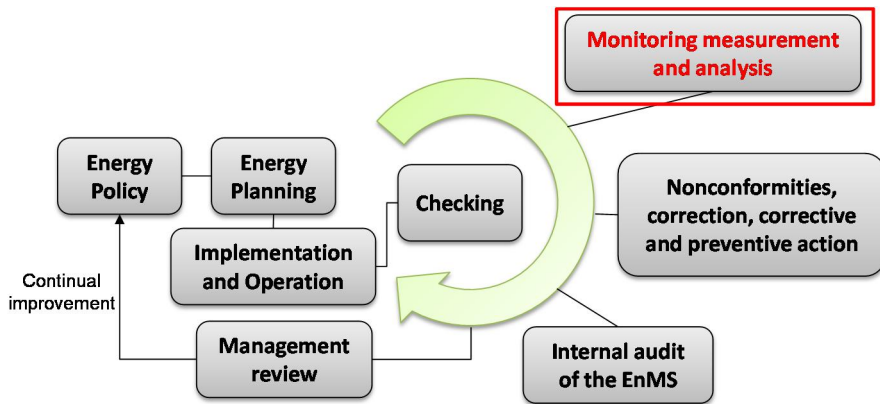 Monitoring measurement
and analysis
Energy
Policy
Energy
Planning
Checking
Nonconformities,
correction, corrective
and preventive action
Implementation
and Operation
Continual
improvement
Management
review
Internal audit
of the EnMS